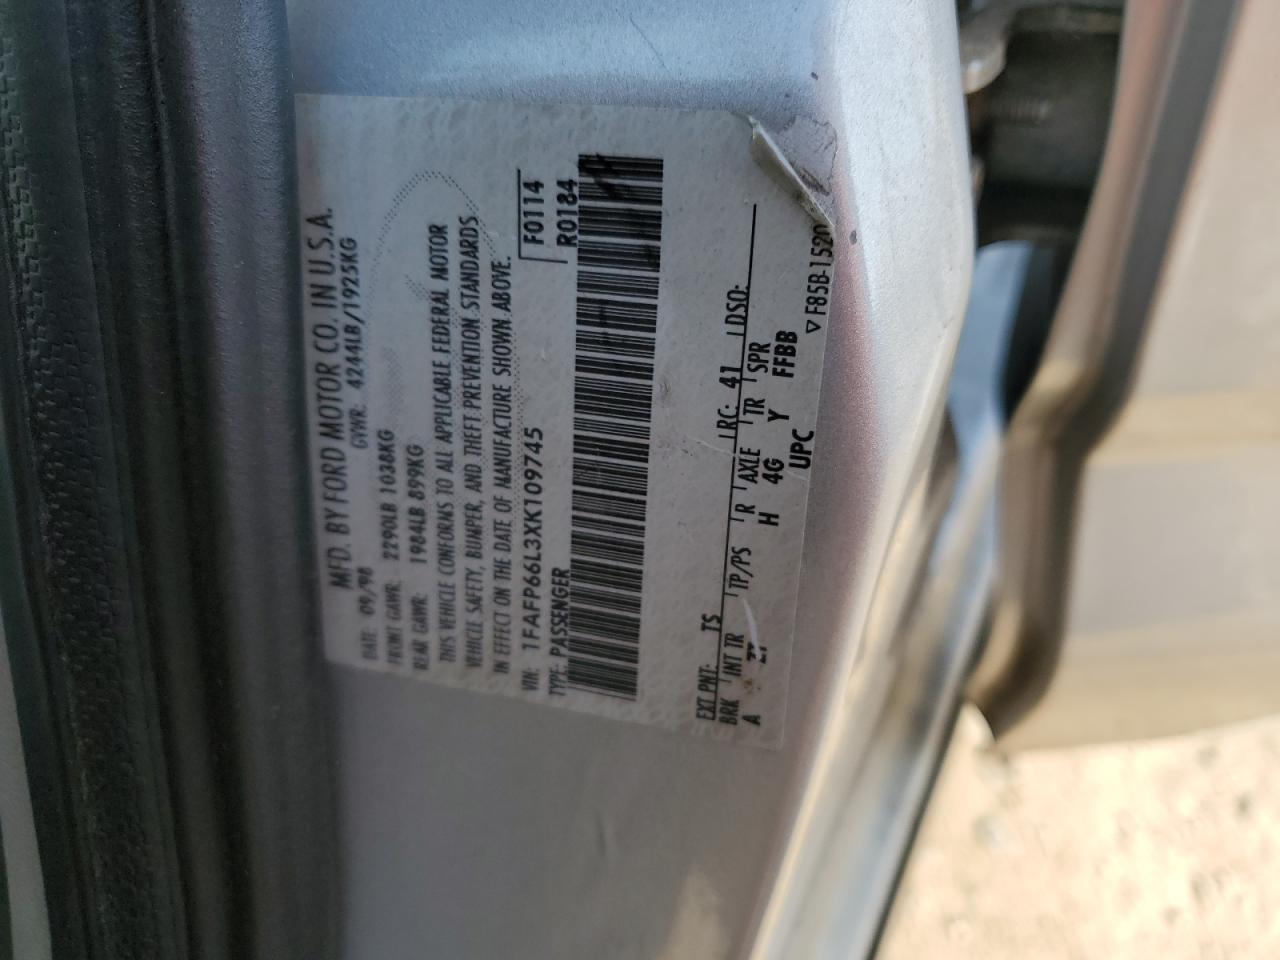 MFD. BY FORD MOTOR CO. IN U.S.A.
DATE: 09/98 GVWR: 4244LB/1925KG
FRONT GAWR: 2290LB 1038KG
REAR GAWR: 1984LB 899KG
THIS VEHICLE CONFORMS TO ALL APPLICABLE FEDERAL MOTOR
VEHICLE SAFETY, BUMPER, AND THEFT PREVENTION STANDARDS
IN EFFECT ON THE DATE OF MANUFACTURE SHOWN ABOVE.
VIN: 1FAFP66L3XK109745 F0114
TYPE: PASSENGER R0184
EXT PNT: TS RC: 41 DSO:
BRK INT TR TP/PS R AXLE TR SPR
A H 4G Y FFBB
UPC
▽ F85B-1520